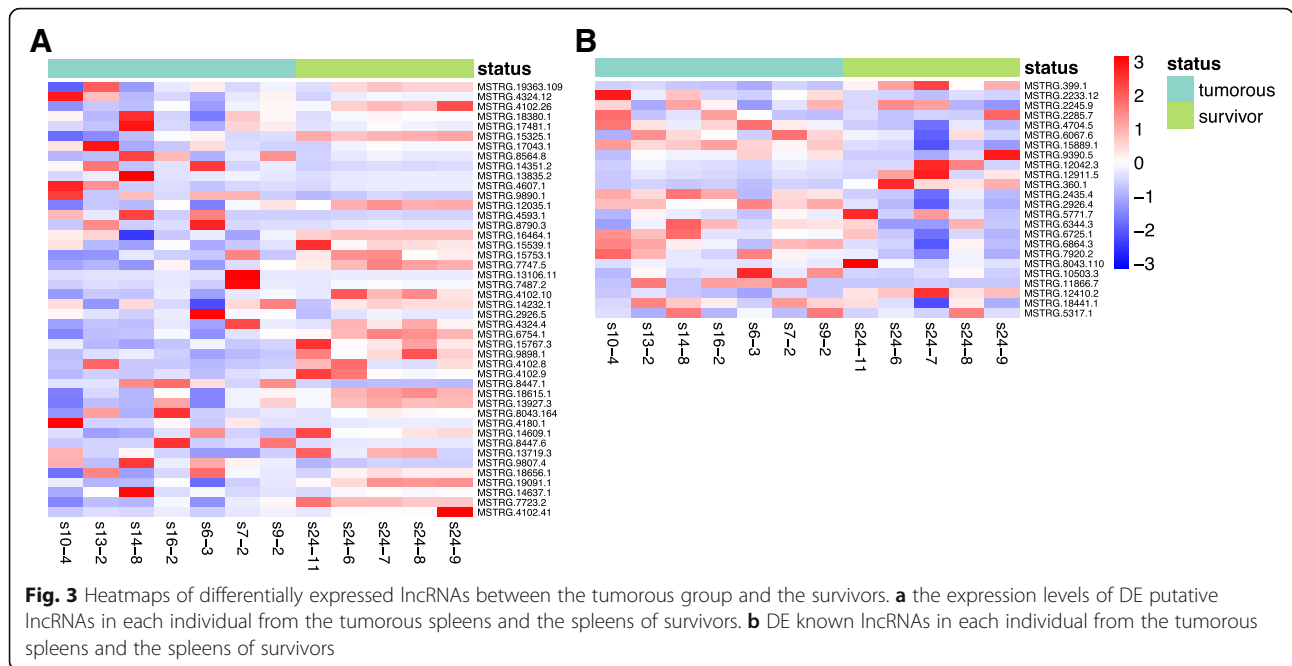 A
status
MSTRG.19363.109
MSTRG.4324.12
MSTRG.4102.26
MSTRG.18380.1
MSTRG.17481.1
MSTRG.15325.1
MSTRG.17043.1
MSTRG.8564.8
MSTRG.14351.2
MSTRG.13835.2
MSTRG.4607.1
MSTRG.9890.1
MSTRG.12035.1
MSTRG.4593.1
MSTRG.8790.3
MSTRG.16464.1
MSTRG.15539.1
MSTRG.15753.1
MSTRG.7747.5
MSTRG.13106.11
MSTRG.7487.2
MSTRG.4102.10
MSTRG.14232.1
MSTRG.2926.5
MSTRG.4324.4
MSTRG.6754.1
MSTRG.15767.3
MSTRG.9898.1
MSTRG.4102.8
MSTRG.4102.9
MSTRG.8447.1
MSTRG.18615.1
MSTRG.13927.3
MSTRG.8043.164
MSTRG.4180.1
MSTRG.14609.1
MSTRG.8447.6
MSTRG.13719.3
MSTRG.9807.4
MSTRG.18656.1
MSTRG.19091.1
MSTRG.14637.1
MSTRG.7723.2
MSTRG.4102.41
s10-4 s13-2 s14-8 s16-2 s6-3 s7-2 s9-2 s24-11 s24-6 s24-7 s24-8 s24-9
B
status
MSTRG.399.1
MSTRG.2233.12
MSTRG.2245.9
MSTRG.2285.7
MSTRG.4704.5
MSTRG.6067.6
MSTRG.15889.1
MSTRG.9390.5
MSTRG.12042.3
MSTRG.12911.5
MSTRG.360.1
MSTRG.2435.4
MSTRG.2926.4
MSTRG.5771.7
MSTRG.6344.3
MSTRG.6725.1
MSTRG.6864.3
MSTRG.7920.2
MSTRG.8043.110
MSTRG.10503.3
MSTRG.11866.7
MSTRG.12410.2
MSTRG.18441.1
MSTRG.5317.1
s10-4 s13-2 s14-8 s16-2 s6-3 s7-2 s9-2 s24-11 s24-6 s24-7 s24-8 s24-9
3
2
1
0
−1
−2
−3
status
tumorous
survivor
Fig. 3 Heatmaps of differentially expressed lncRNAs between the tumorous group and the survivors. a the expression levels of DE putative
lncRNAs in each individual from the tumorous spleens and the spleens of survivors. b DE known lncRNAs in each individual from the tumorous
spleens and the spleens of survivors